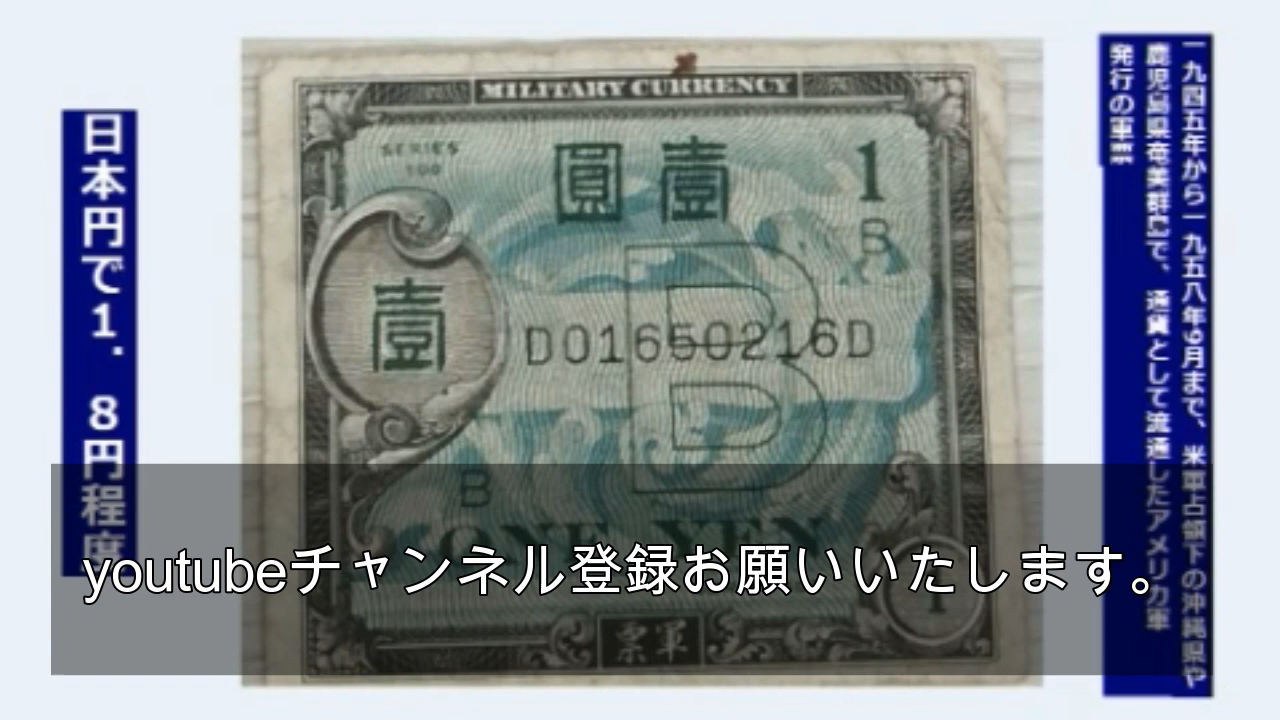 一九四五年から一九五八年9月まで、米軍占領下の沖縄県や
鹿児島県奄美群島で、通貨として流通したアメリカ軍
発行の軍票
MILITARY CURRENCY
SERIES
100
圓壹
1
B
壹
B
D01650216D
B
ONE YEN
1
票軍
日本円で1.8円程度
youtubeチャンネル登録お願いいたします。